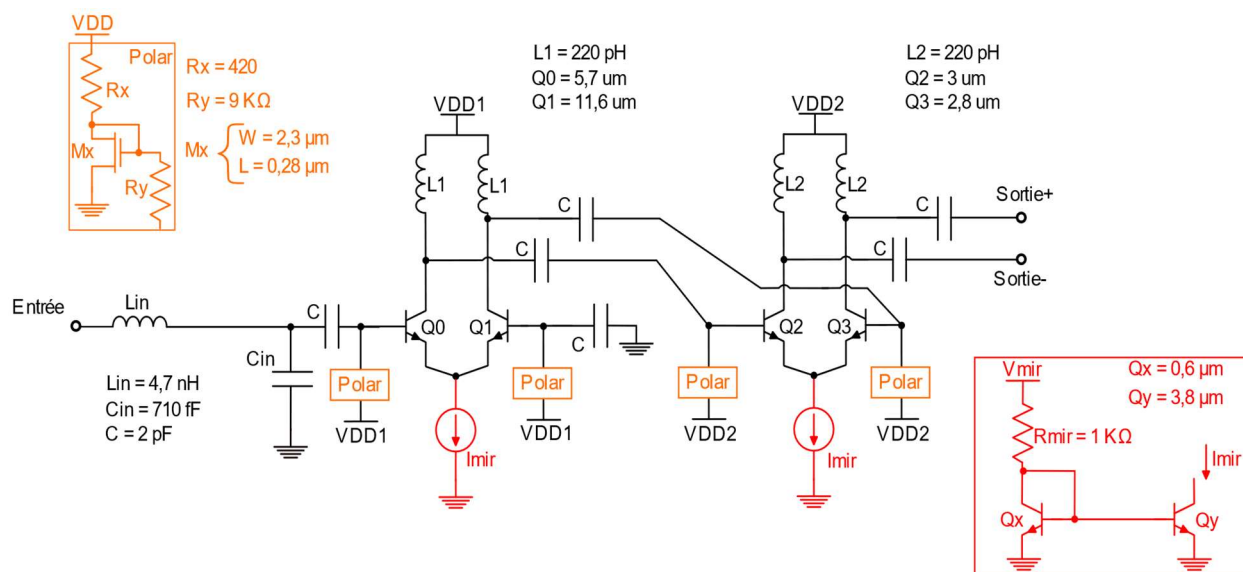 VDD
Polar
Rx
Rx = 420
Ry = 9 KΩ
Mx
Mx
W = 2,3 µm
L = 0,28 µm
Ry
L1 = 220 pH
Q0 = 5,7 um
Q1 = 11,6 um
L2 = 220 pH
Q2 = 3 um
Q3 = 2,8 um
VDD1
VDD2
L1
L1
L2
L2
C
C
C
C
Sortie+
Sortie-
Entrée
Lin
C
Q0
Q1
C
Q2
Q3
Cin
Lin = 4,7 nH
Cin = 710 fF
C = 2 pF
Polar
Polar
Polar
Polar
VDD1
VDD1
VDD2
VDD2
Imir
Imir
Vmir
Qx = 0,6 µm
Qy = 3,8 µm
Rmir = 1 KΩ
Imir
Qx
Qy